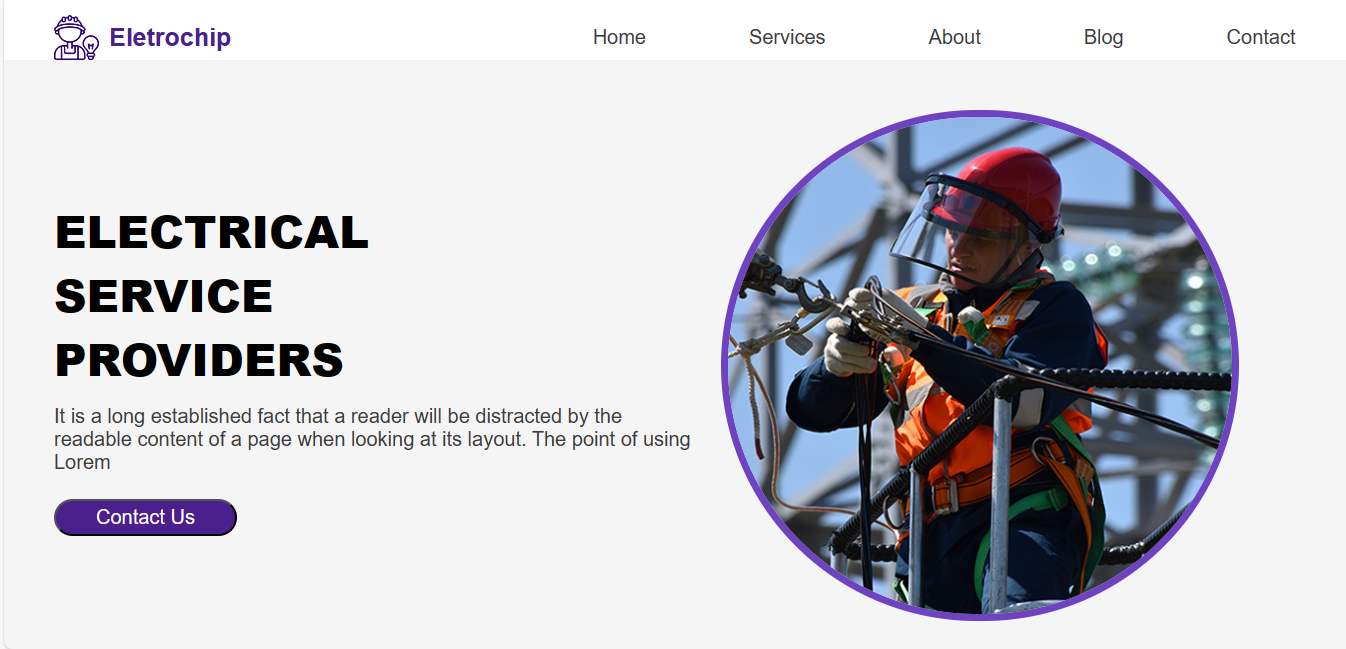 Eletrochip
Home Services About Blog Contact
ELECTRICAL
SERVICE
PROVIDERS
It is a long established fact that a reader will be distracted by the
readable content of a page when looking at its layout. The point of using
Lorem
Contact Us